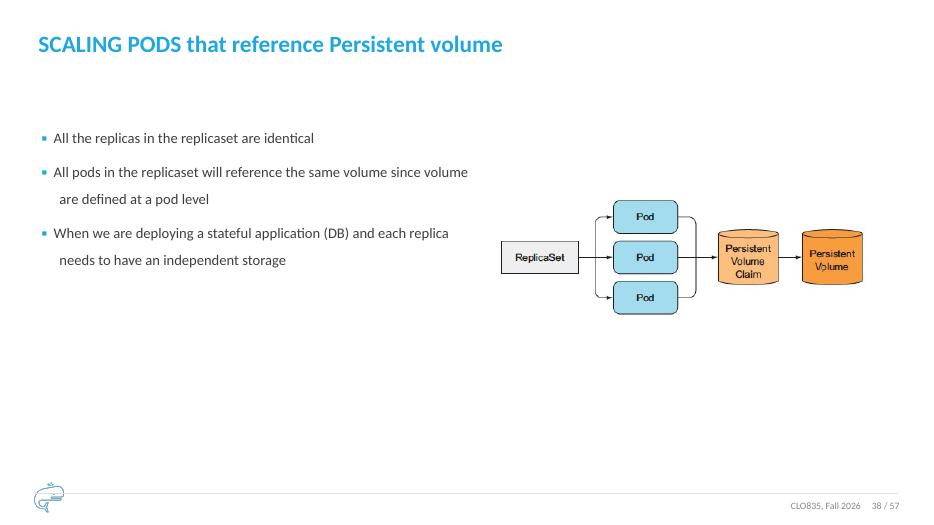 SCALING PODS that reference Persistent volume
▪ All the replicas in the replicaset are identical
▪ All pods in the replicaset will reference the same volume since volume
are defined at a pod level
▪ When we are deploying a stateful application (DB) and each replica
needs to have an independent storage
ReplicaSet
Pod
Pod
Pod
Persistent
Volume
Claim
Persistent
Volume
CLO835, Fall 2026 38 / 57